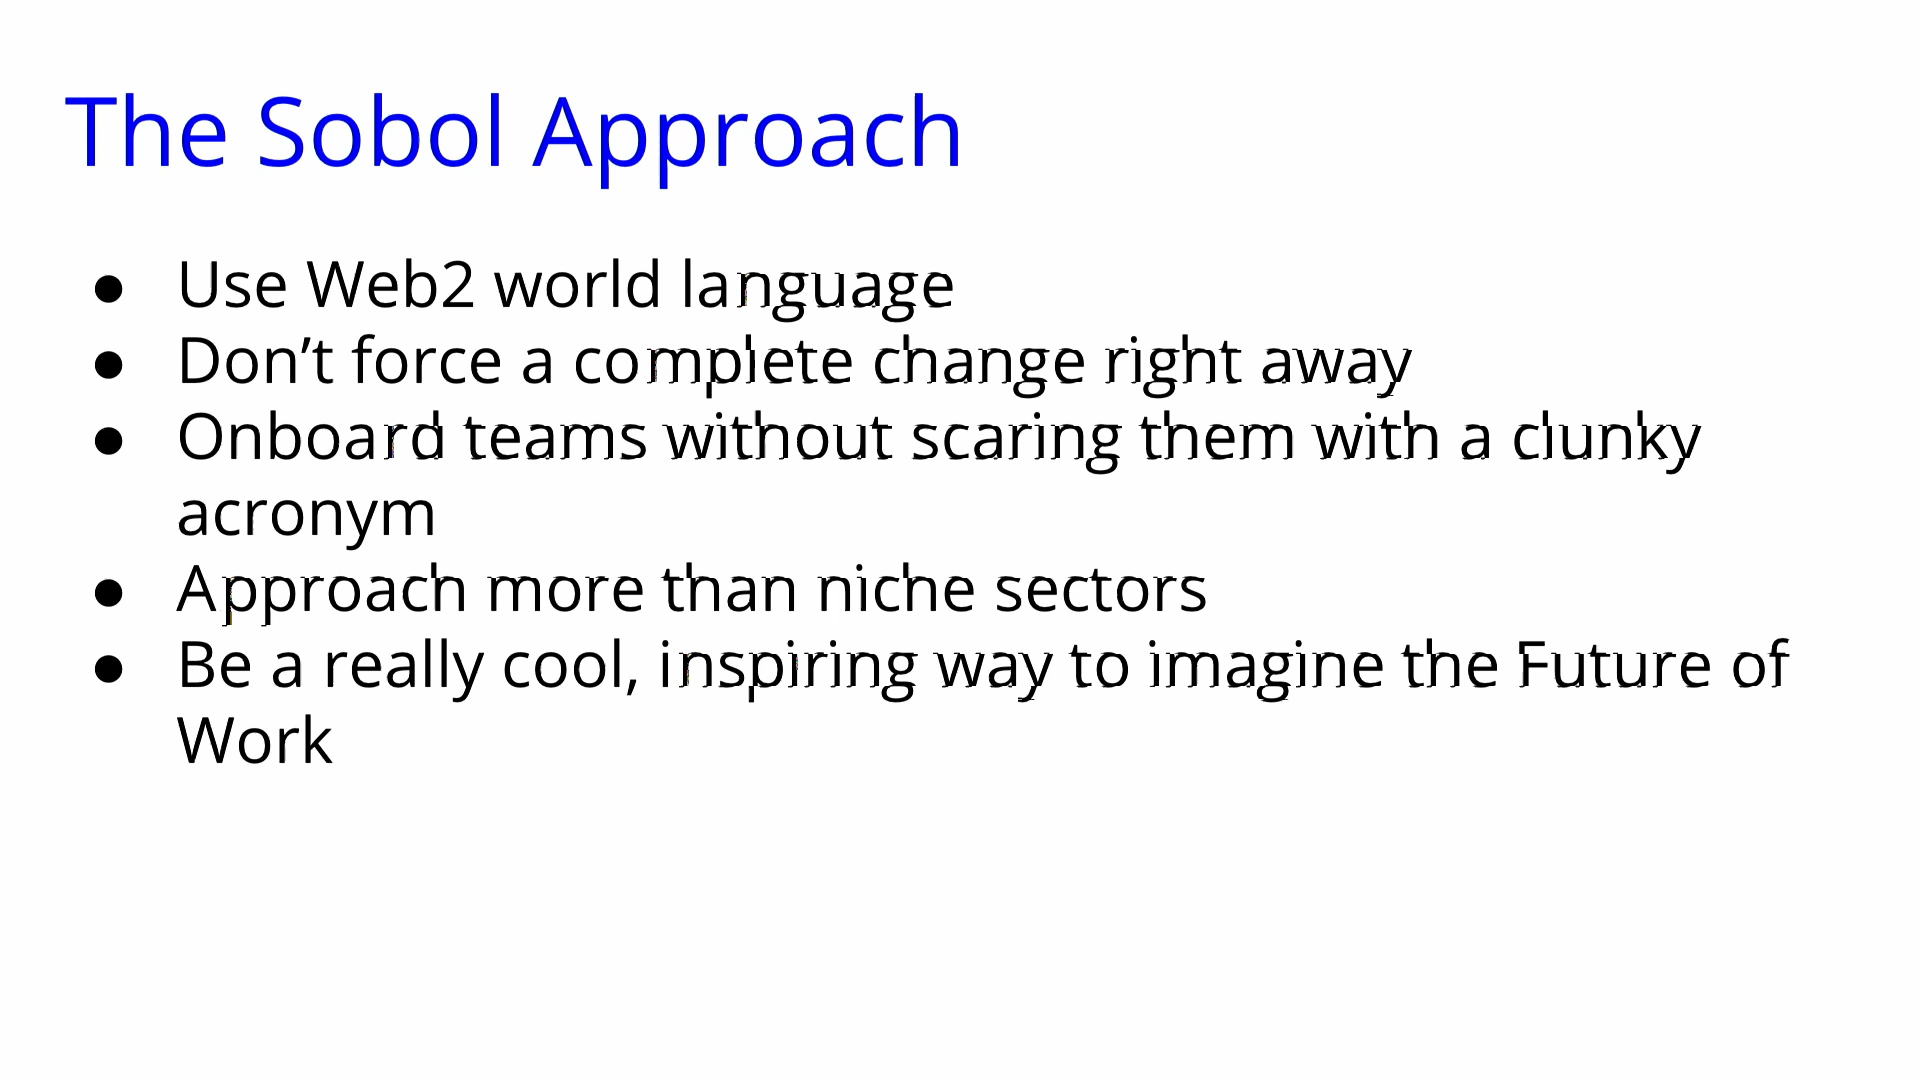 The Sobol Approach
● Use Web2 world language
● Don’t force a complete change right away
● Onboard teams without scaring them with a clunky
acronym
● Approach more than niche sectors
● Be a really cool, inspiring way to imagine the Future of
Work